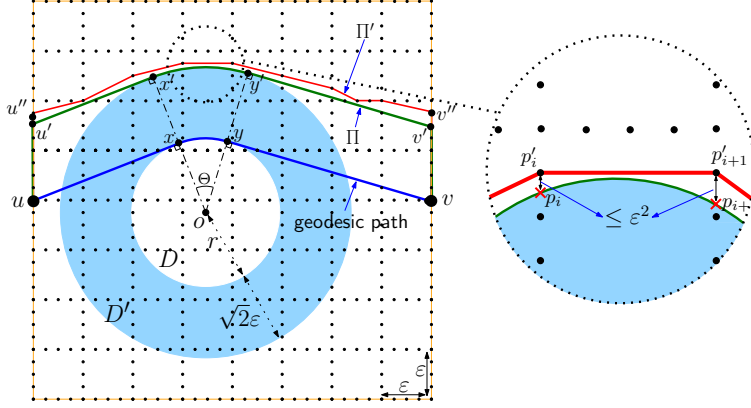 Π′
u′′
x′
y′
v′′
u′
Π
v′
x
y
Θ
u
v
o
geodesic path
r
D
D′
√2ε
ε
ε
p′i
p′i+1
pi
pi+
≤ ε²